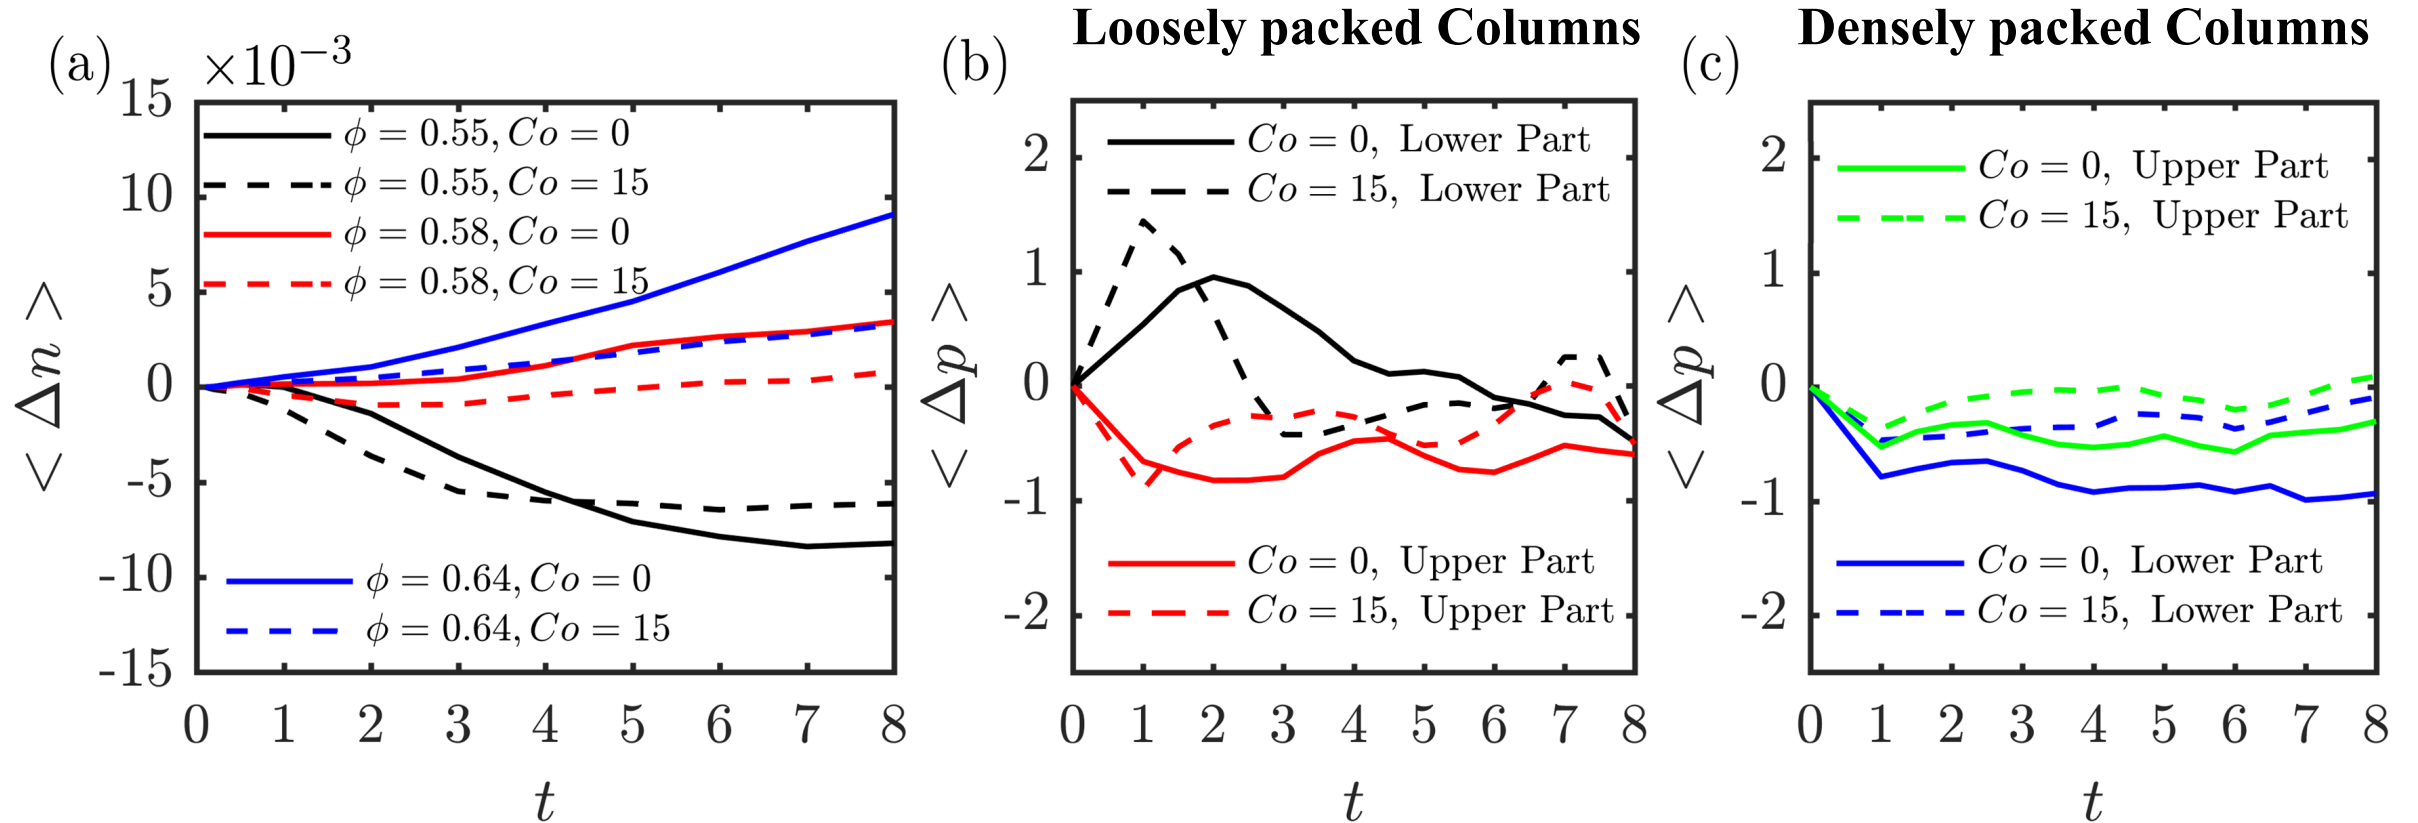 Loosely packed Columns
Densely packed Columns
(a)
×10⁻³
15
10
5
0
-5
-10
-15
< Δn >
ϕ = 0.55, Co = 0
ϕ = 0.55, Co = 15
ϕ = 0.58, Co = 0
ϕ = 0.58, Co = 15
ϕ = 0.64, Co = 0
ϕ = 0.64, Co = 15
0 1 2 3 4 5 6 7 8
t
(b)
2
1
0
-1
-2
< Δp >
Co = 0, Lower Part
Co = 15, Lower Part
Co = 0, Upper Part
Co = 15, Upper Part
0 1 2 3 4 5 6 7 8
t
(c)
2
1
0
-1
-2
< Δp >
Co = 0, Upper Part
Co = 15, Upper Part
Co = 0, Lower Part
Co = 15, Lower Part
0 1 2 3 4 5 6 7 8
t